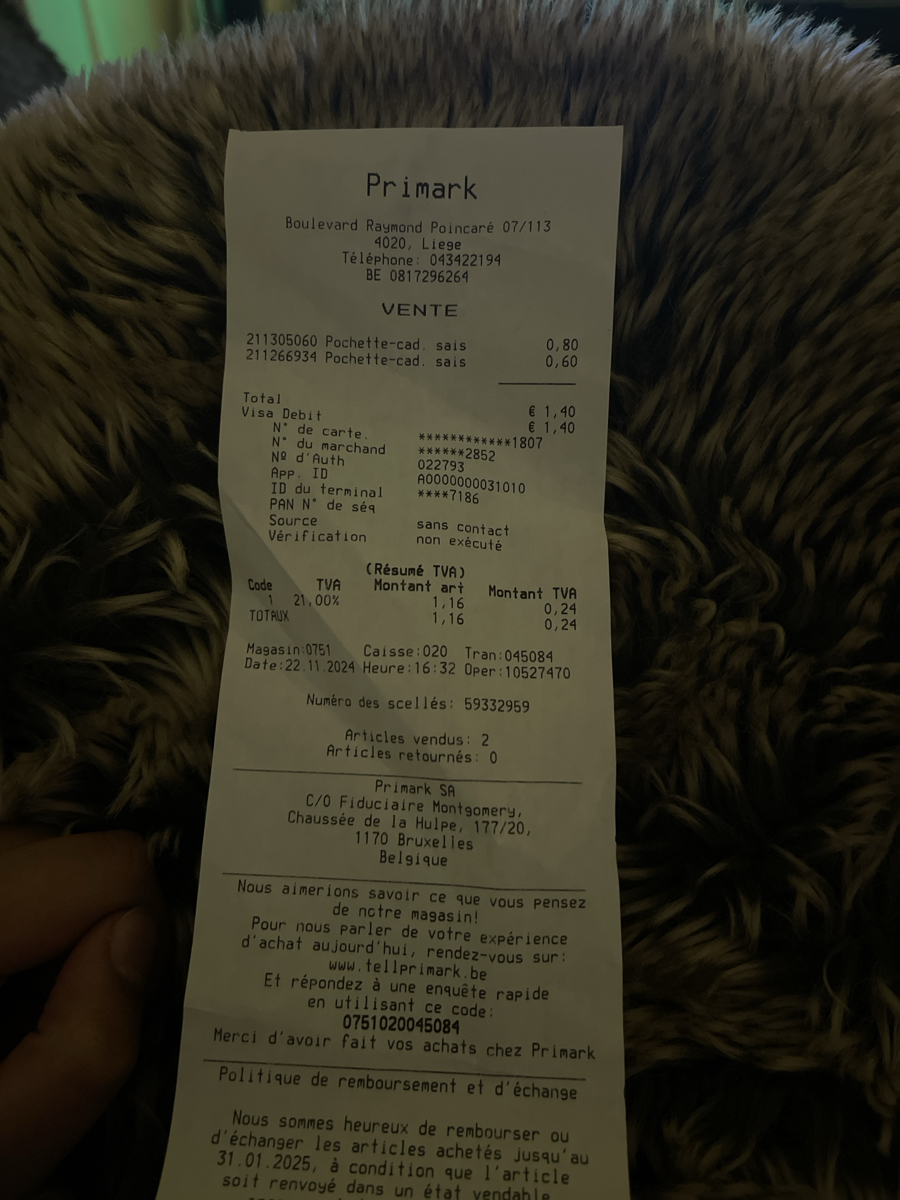 Primark
Boulevard Raymond Poincaré 07/113
4020, Liege
Téléphone: 043422194
BE 0817296264
VENTE
211305060 Pochette-cad. sais 0,80
211266934 Pochette-cad. sais 0,60
Total € 1,40
Visa Debit € 1,40
N° de carte. ************1807
N° du marchand ******2852
Nº d'Auth 022793
App. ID A0000000031010
ID du terminal ****7186
PAN N° de séq
Source sans contact
Vérification non exécuté
(Résumé TVA)
Code TVA Montant art Montant TVA
1 21,00% 1,16 0,24
TOTAUX 1,16 0,24
Magasin:0751 Caisse:020 Tran:045084
Date:22.11.2024 Heure:16:32 Oper:10527470
Numéro des scellés: 59332959
Articles vendus: 2
Articles retournés: 0
Primark SA
C/O Fiduciaire Montgomery,
Chaussée de la Hulpe, 177/20,
1170 Bruxelles
Belgique
Nous aimerions savoir ce que vous pensez
de notre magasin!
Pour nous parler de votre expérience
d'achat aujourd'hui, rendez-vous sur:
www.tellprimark.be
Et répondez à une enquête rapide
en utilisant ce code:
0751020045084
Merci d'avoir fait vos achats chez Primark
Politique de remboursement et d'échange
Nous sommes heureux de rembourser ou
d'échanger les articles achetés jusqu'au
31.01.2025, à condition que l'article
soit renvoyé dans un état vendable